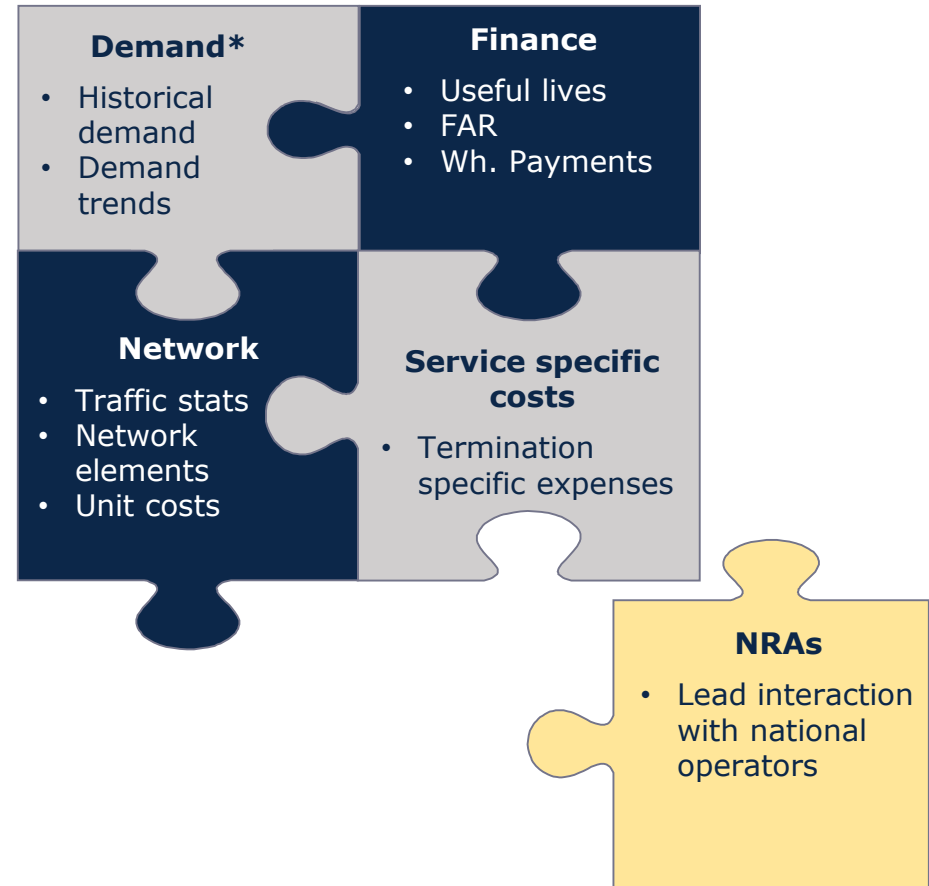 Demand*
• Historical
demand
• Demand
trends
Finance
• Useful lives
• FAR
• Wh. Payments
Network
• Traffic stats
• Network
elements
• Unit costs
Service specific
costs
• Termination
specific expenses
NRAs
• Lead interaction
with national
operators